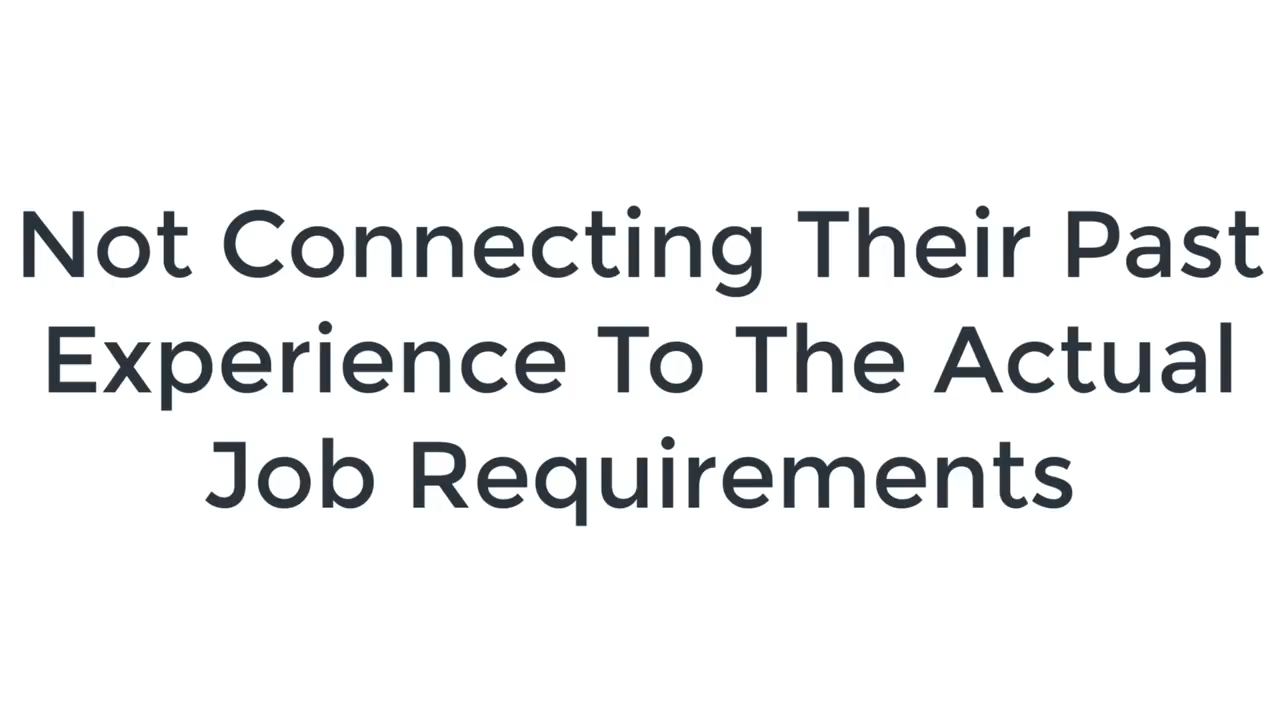 Not Connecting Their Past
Experience To The Actual
Job Requirements